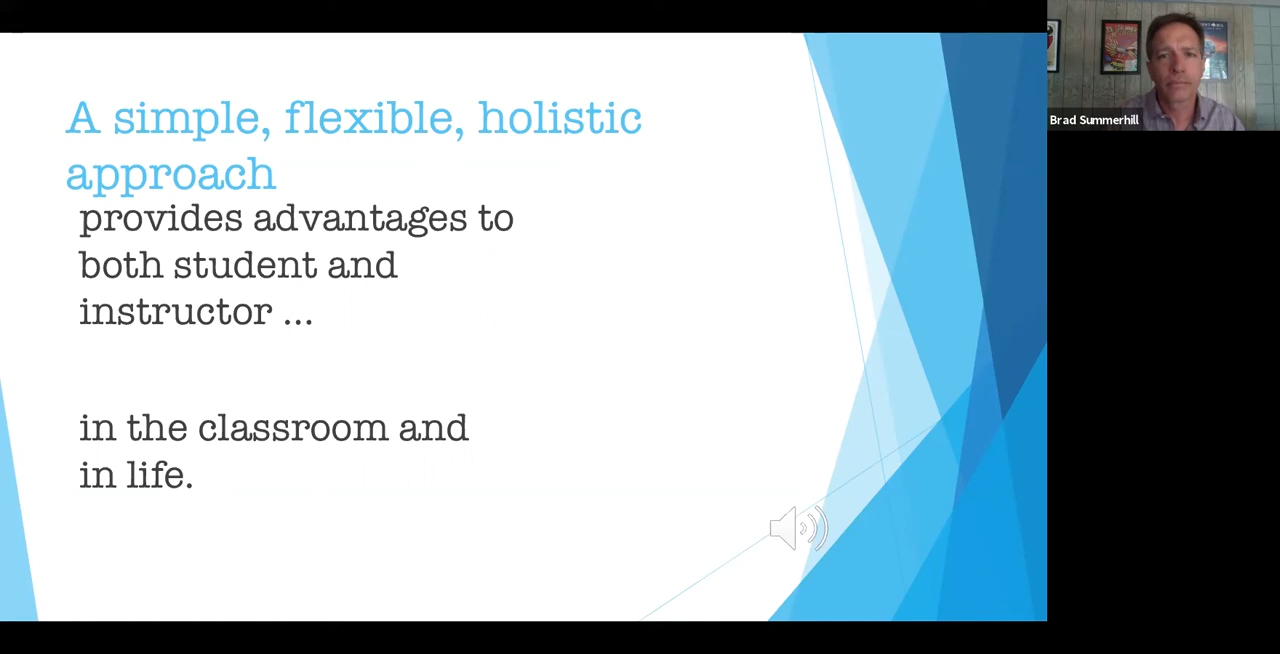 A simple, flexible, holistic
approach
provides advantages to
both student and
instructor ...
in the classroom and
in life.
Brad Summerhill